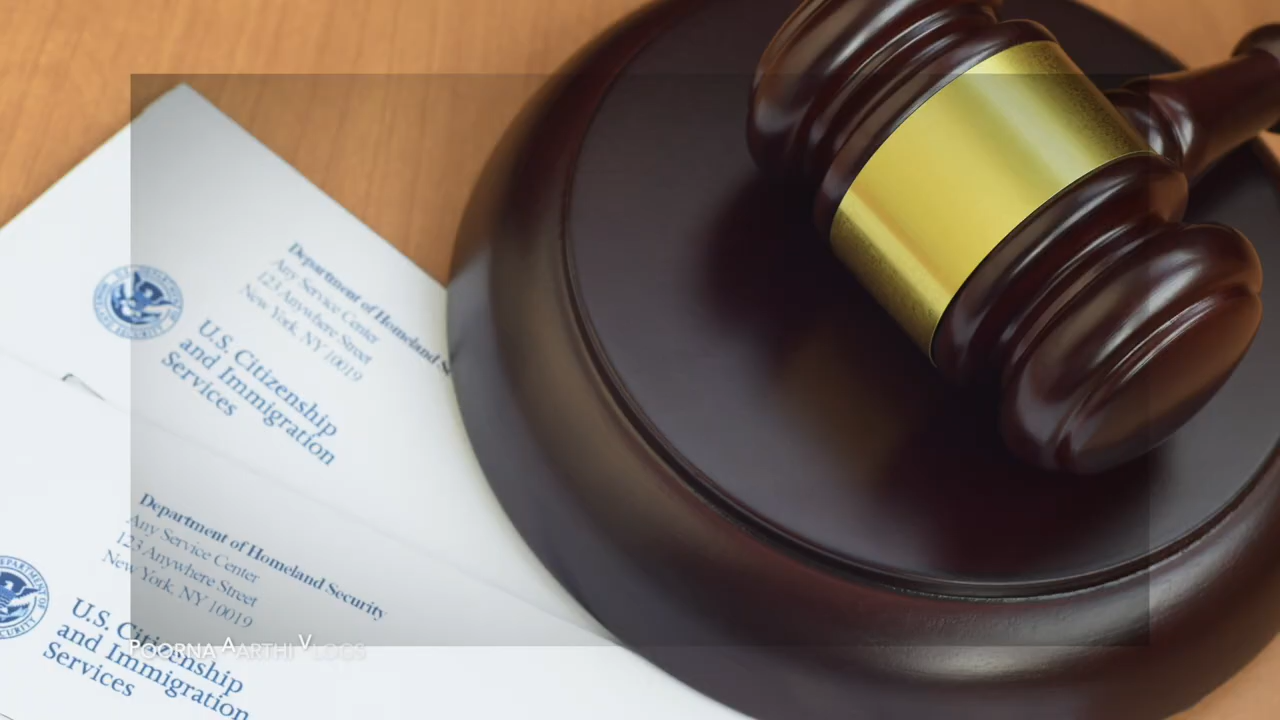 Department of Homeland S
Any Service Center
123 Anywhere Street
New York, NY 10019
U.S. Citizenship
and Immigration
Services
Department of Homeland Security
Any Service Center
123 Anywhere Street
New York, NY 10019
U.S. Citizenship
and Immigration
Services
POORNA AARTHI VLOGS